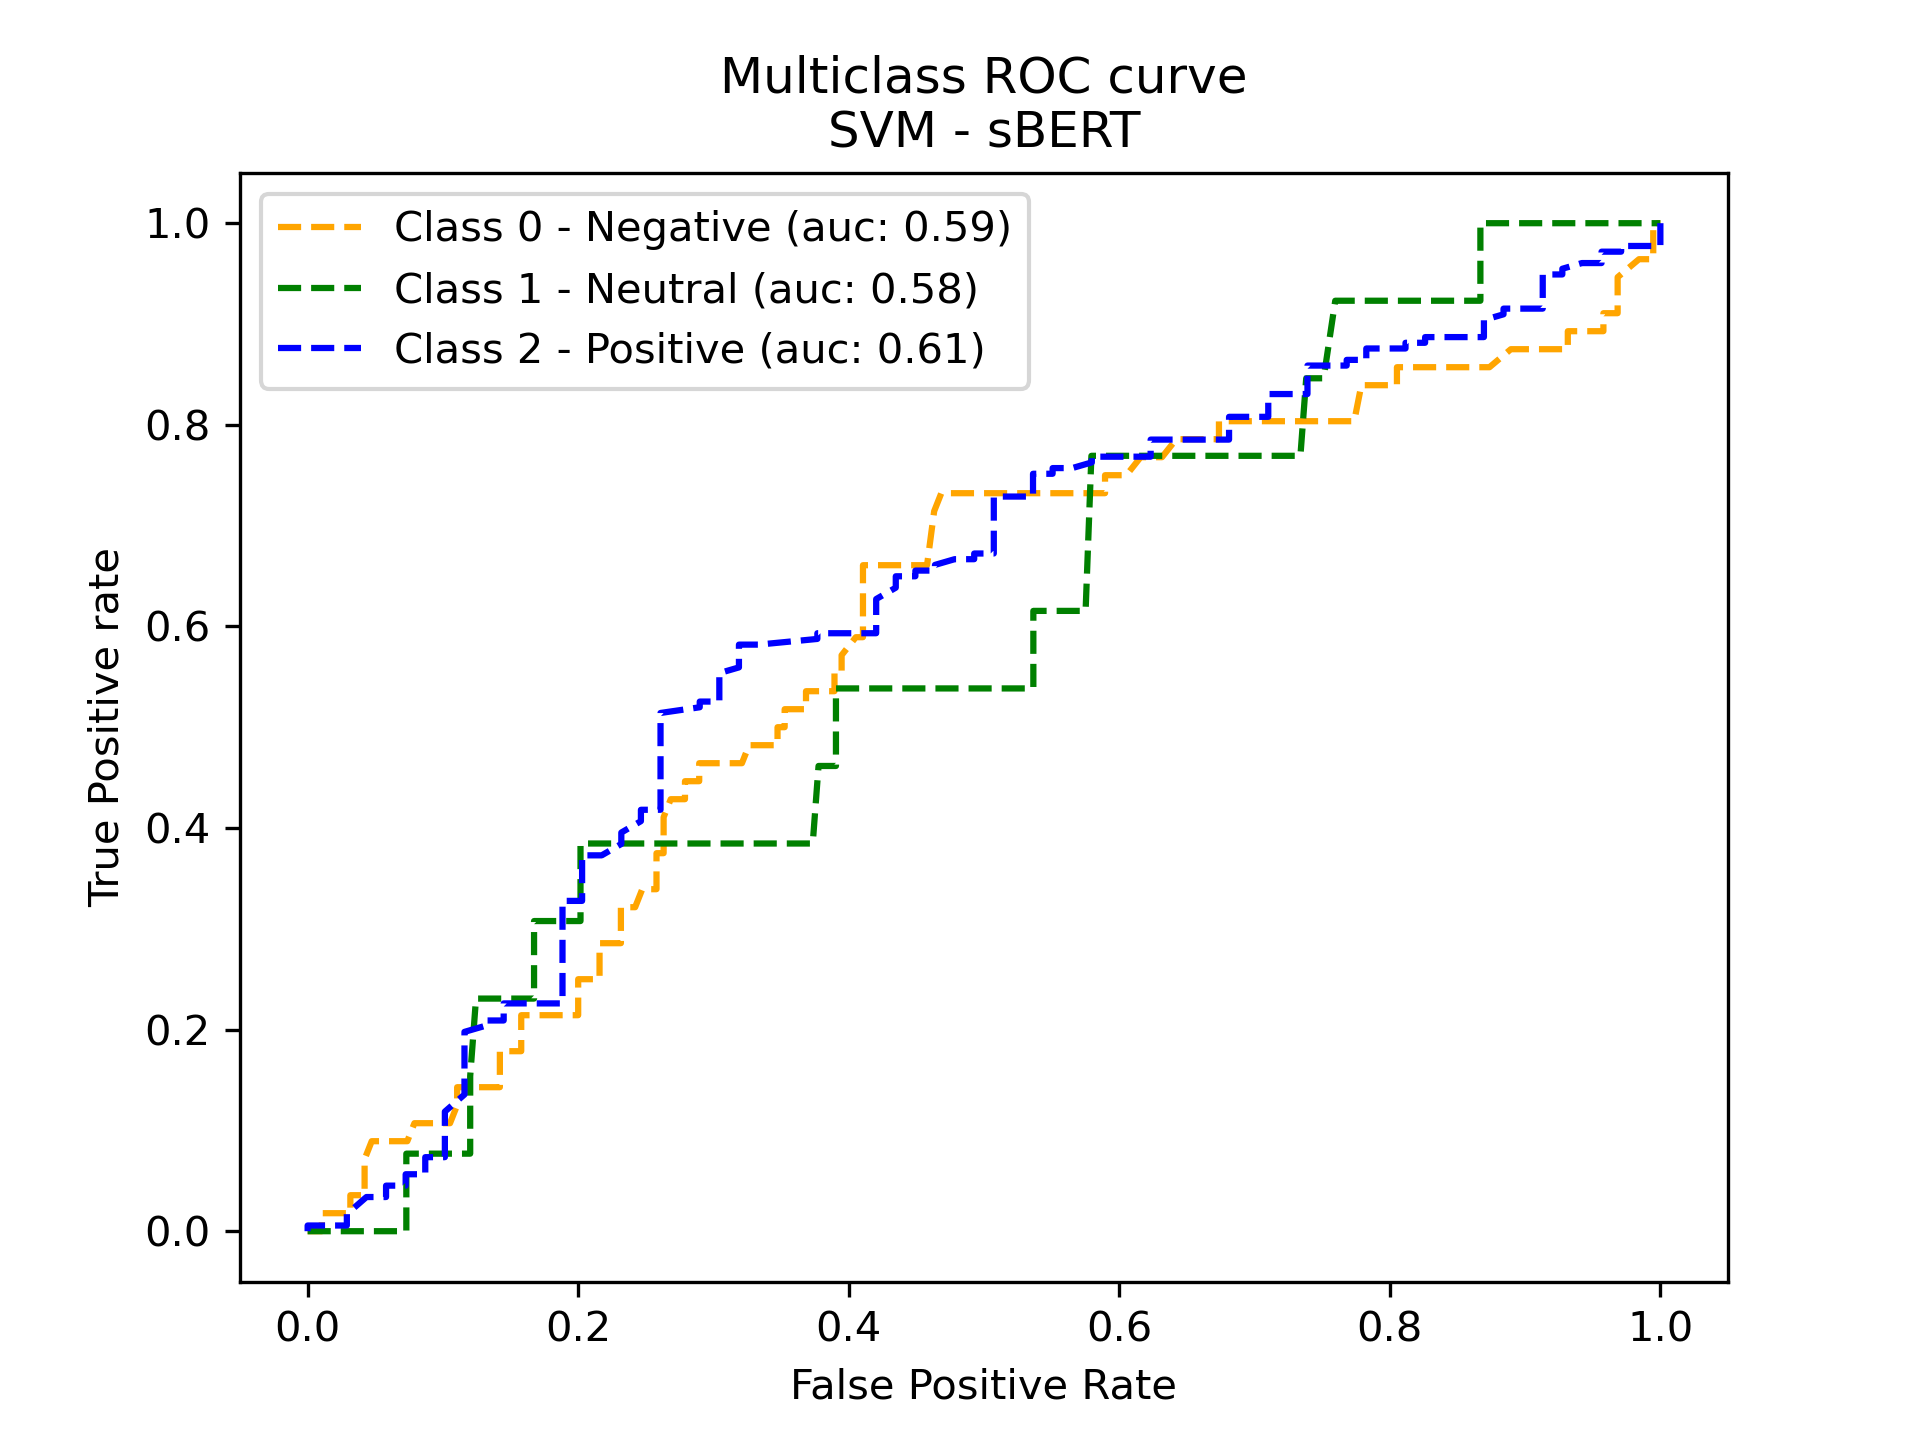 Multiclass ROC curve
SVM - sBERT
Class 0 - Negative (auc: 0.59)
Class 1 - Neutral (auc: 0.58)
Class 2 - Positive (auc: 0.61)
True Positive rate
1.0
0.8
0.6
0.4
0.2
0.0
0.0 0.2 0.4 0.6 0.8 1.0
False Positive Rate